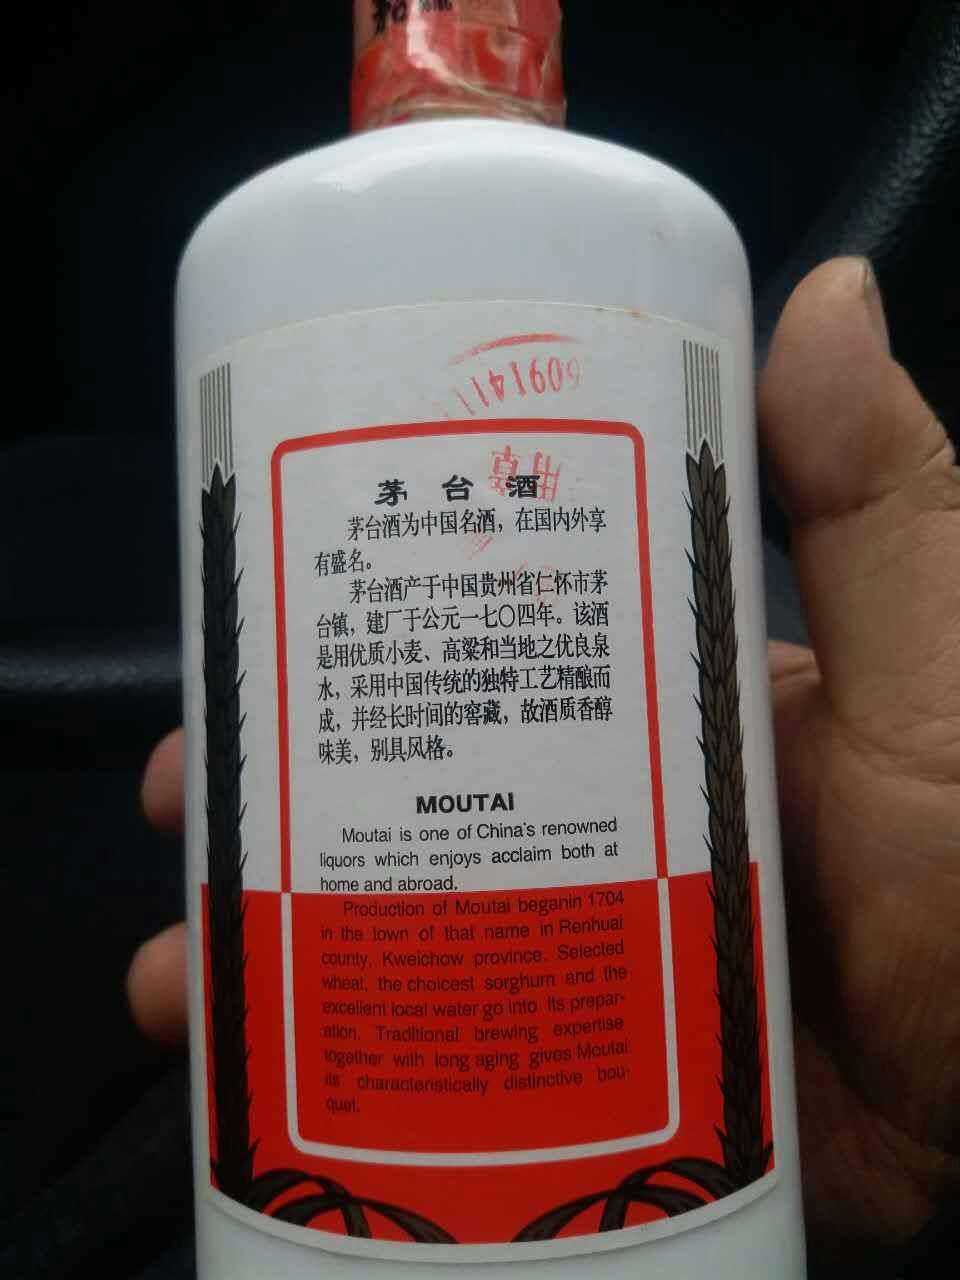 茅台酒
茅台酒为中国名酒，在国内外享
有盛名。
茅台酒产于中国贵州省仁怀市茅
台镇，建厂于公元一七〇四年。该酒
是用优质小麦、高粱和当地之优良泉
水，采用中国传统的独特工艺精酿而
成，并经长时间的窖藏，故酒质香醇
味美，别具风格。
MOUTAI
Moutai is one of China's renowned
liquors which enjoys acclaim both at
home and abroad.
Production of Moutai beganin 1704
in the town of that name in Renhuai
county, Kweichow province. Selected
wheat, the choicest sorghum and the
excellent local water go into Its prepar-
ation. Traditional brewing expertise
together with long aging gives Moutai
its characteristically distinctive bou-
quet.